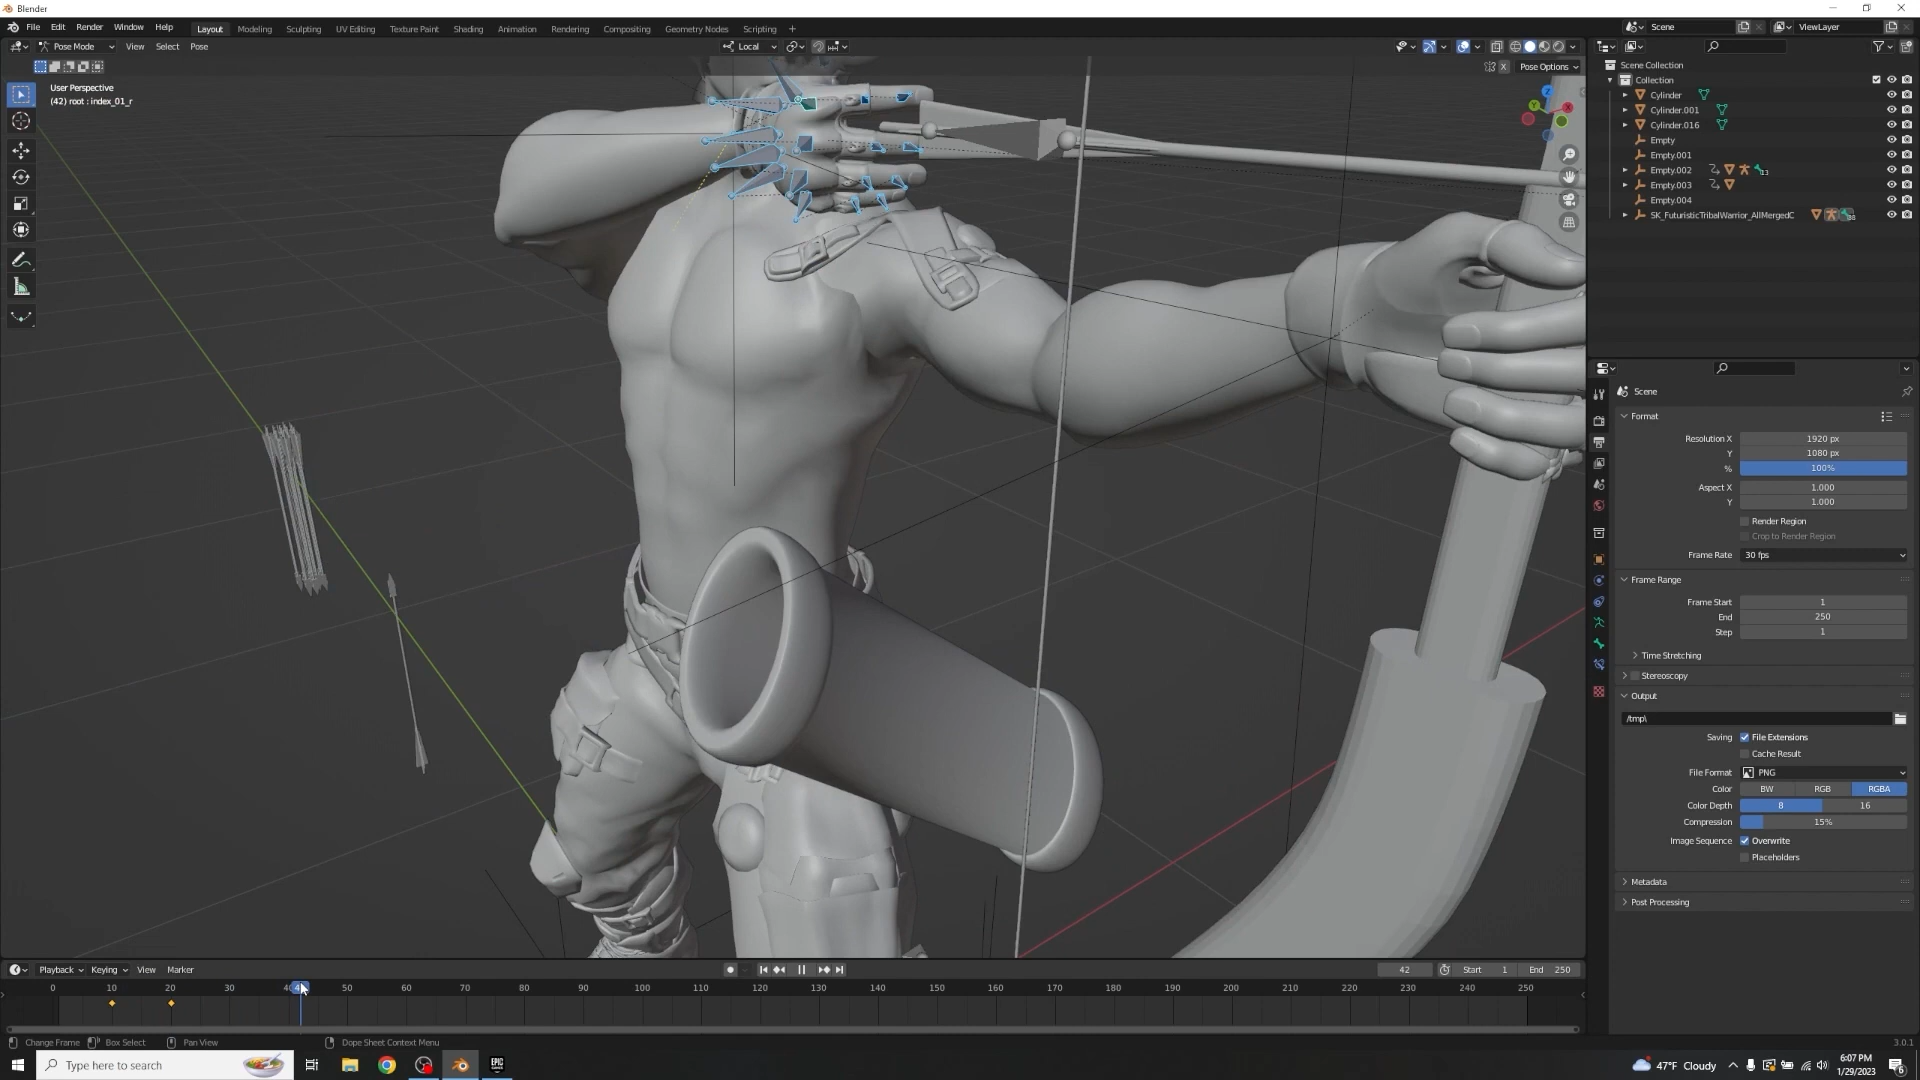 Blender
File Edit Render Window Help Layout Modeling Sculpting UV Editing Texture Paint Shading Animation Rendering Compositing Geometry Nodes Scripting + Scene ViewLayer
Pose Mode View Select Pose Local
X Pose Options
User Perspective
(42) root : index_01_r
Scene Collection
Collection
Cylinder
Cylinder.001
Cylinder.016
Empty
Empty.001
Empty.002
Empty.003
Empty.004
SK_FuturisticTribalWarrior_AllMergedC
Scene
Format
Resolution X 1920 px
Y 1080 px
% 100%
Aspect X 1.000
Y 1.000
Render Region
Crop to Render Region
Frame Rate 30 fps
Frame Range
Frame Start 1
End 250
Step 1
Time Stretching
Stereoscopy
Output
/tmp\
Saving File Extensions
Cache Result
File Format PNG
Color BW RGB RGBA
Color Depth 8 16
Compression 15%
Image Sequence Overwrite
Placeholders
Metadata
Post Processing
Playback Keying View Marker 42 Start 1 End 250
0 10 20 30 50 60 70 80 90 100 110 120 130 140 150 160 170 180 190 200 210 220 230 240 250
Change Frame Box Select Pan View Dope Sheet Context Menu 3.0.1
Type here to search EPIC 47°F Cloudy 6:07 PM
1/29/2023